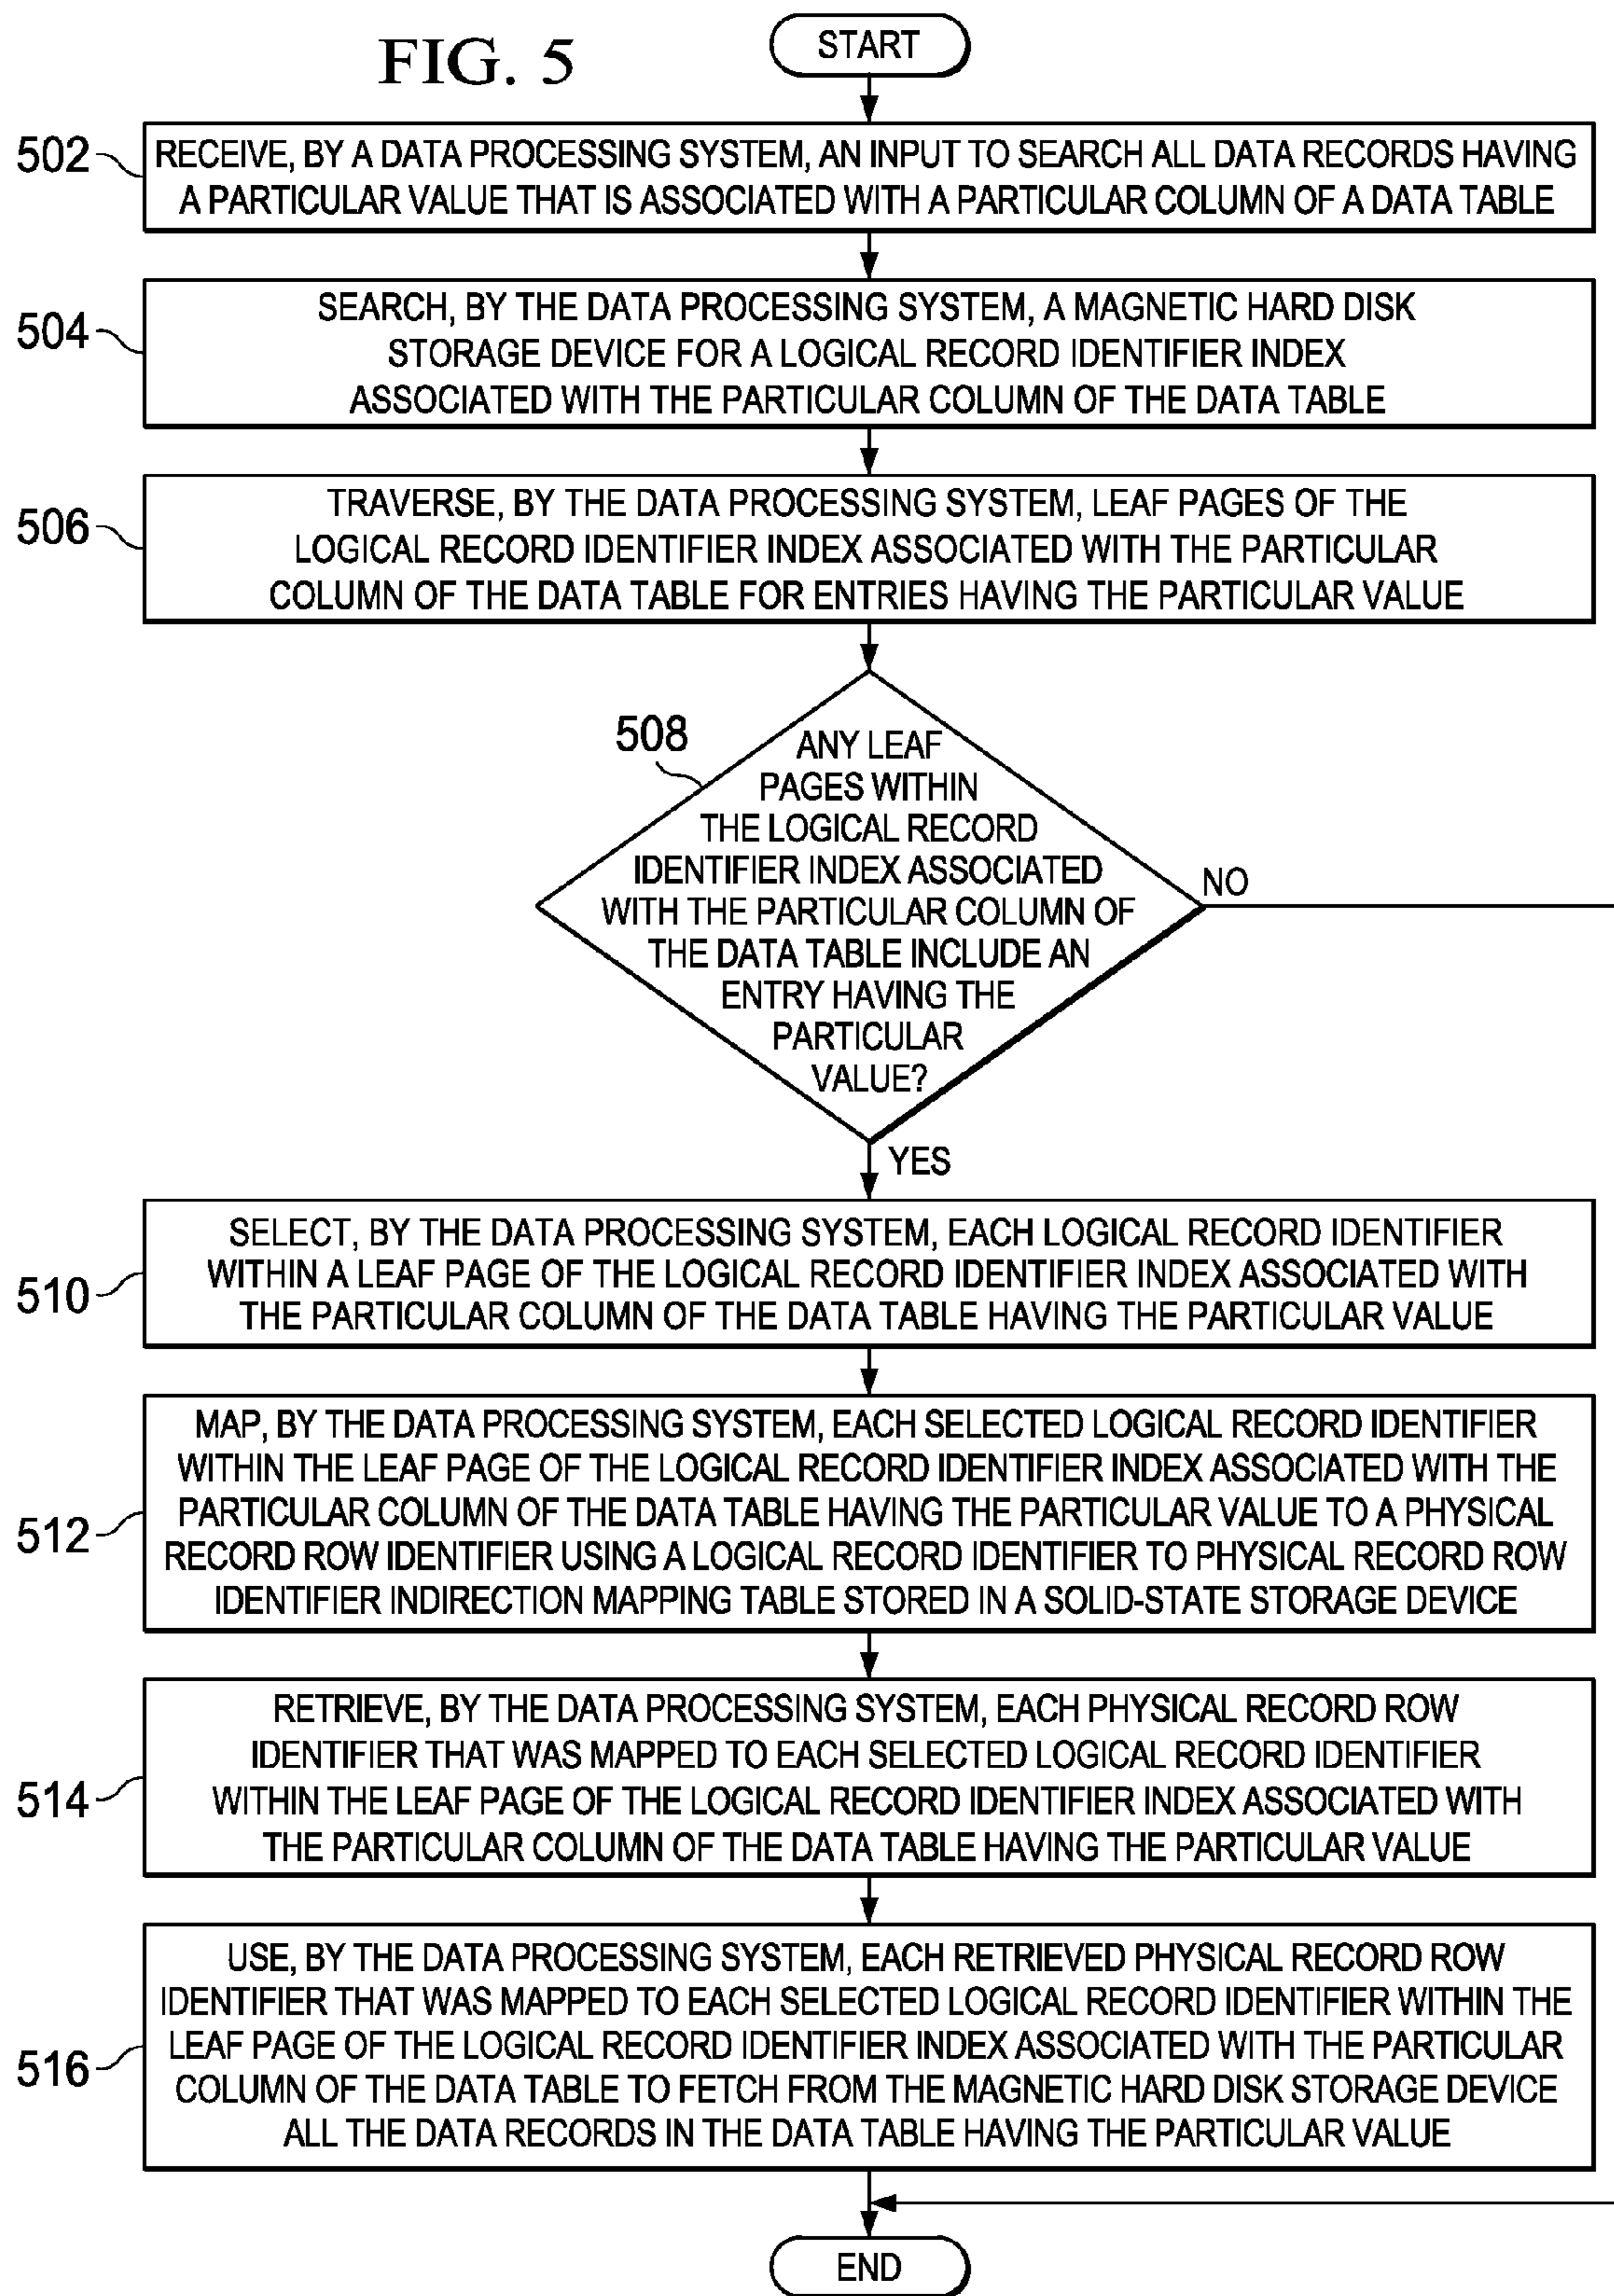 FIG. 5
START
502
RECEIVE, BY A DATA PROCESSING SYSTEM, AN INPUT TO SEARCH ALL DATA RECORDS HAVING
A PARTICULAR VALUE THAT IS ASSOCIATED WITH A PARTICULAR COLUMN OF A DATA TABLE
504
SEARCH, BY THE DATA PROCESSING SYSTEM, A MAGNETIC HARD DISK
STORAGE DEVICE FOR A LOGICAL RECORD IDENTIFIER INDEX
ASSOCIATED WITH THE PARTICULAR COLUMN OF THE DATA TABLE
506
TRAVERSE, BY THE DATA PROCESSING SYSTEM, LEAF PAGES OF THE
LOGICAL RECORD IDENTIFIER INDEX ASSOCIATED WITH THE PARTICULAR
COLUMN OF THE DATA TABLE FOR ENTRIES HAVING THE PARTICULAR VALUE
508
ANY LEAF
PAGES WITHIN
THE LOGICAL RECORD
IDENTIFIER INDEX ASSOCIATED
WITH THE PARTICULAR COLUMN OF
THE DATA TABLE INCLUDE AN
ENTRY HAVING THE
PARTICULAR
VALUE?
NO
YES
510
SELECT, BY THE DATA PROCESSING SYSTEM, EACH LOGICAL RECORD IDENTIFIER
WITHIN A LEAF PAGE OF THE LOGICAL RECORD IDENTIFIER INDEX ASSOCIATED WITH
THE PARTICULAR COLUMN OF THE DATA TABLE HAVING THE PARTICULAR VALUE
512
MAP, BY THE DATA PROCESSING SYSTEM, EACH SELECTED LOGICAL RECORD IDENTIFIER
WITHIN THE LEAF PAGE OF THE LOGICAL RECORD IDENTIFIER INDEX ASSOCIATED WITH THE
PARTICULAR COLUMN OF THE DATA TABLE HAVING THE PARTICULAR VALUE TO A PHYSICAL
RECORD ROW IDENTIFIER USING A LOGICAL RECORD IDENTIFIER TO PHYSICAL RECORD ROW
IDENTIFIER INDIRECTION MAPPING TABLE STORED IN A SOLID-STATE STORAGE DEVICE
514
RETRIEVE, BY THE DATA PROCESSING SYSTEM, EACH PHYSICAL RECORD ROW
IDENTIFIER THAT WAS MAPPED TO EACH SELECTED LOGICAL RECORD IDENTIFIER
WITHIN THE LEAF PAGE OF THE LOGICAL RECORD IDENTIFIER INDEX ASSOCIATED WITH
THE PARTICULAR COLUMN OF THE DATA TABLE HAVING THE PARTICULAR VALUE
516
USE, BY THE DATA PROCESSING SYSTEM, EACH RETRIEVED PHYSICAL RECORD ROW
IDENTIFIER THAT WAS MAPPED TO EACH SELECTED LOGICAL RECORD IDENTIFIER WITHIN THE
LEAF PAGE OF THE LOGICAL RECORD IDENTIFIER INDEX ASSOCIATED WITH THE PARTICULAR
COLUMN OF THE DATA TABLE TO FETCH FROM THE MAGNETIC HARD DISK STORAGE DEVICE
ALL THE DATA RECORDS IN THE DATA TABLE HAVING THE PARTICULAR VALUE
END